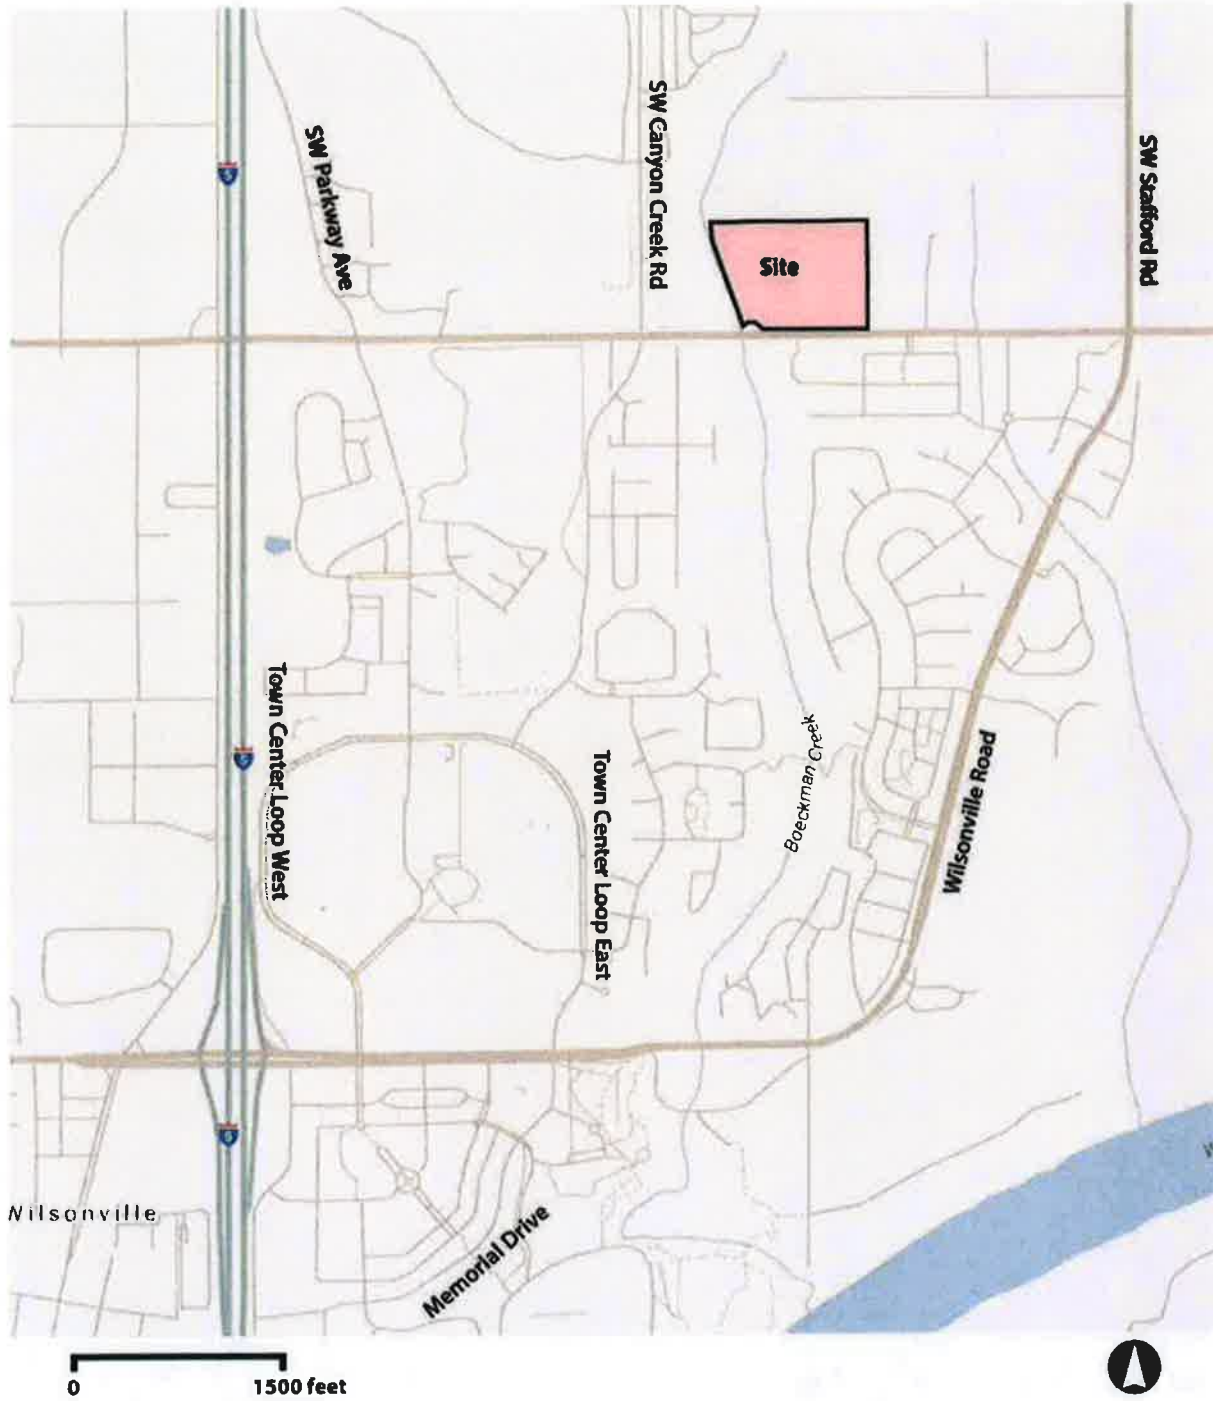 SW Canyon Creek Rd
SW Parkway Ave
SW Stafford Rd
5
Site
Town Center Loop West
5
Town Center Loop East
Boeckman Creek
Wilsonville Road
5
Wilsonville
Memorial Drive
0 1500 feet